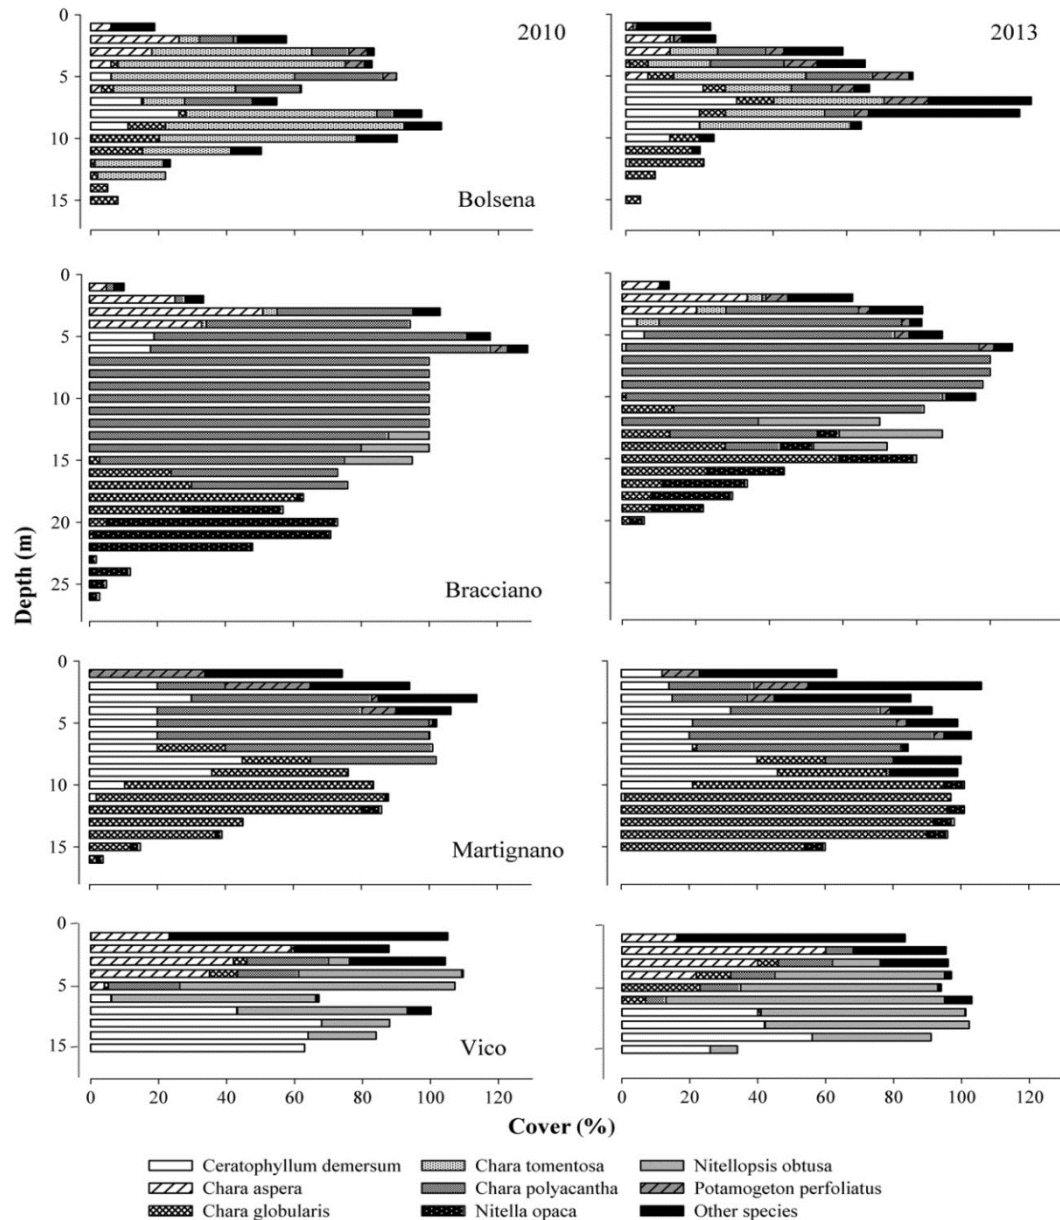 2010
2013
0
5
10
15
Bolsena
0
5
10
15
20
25
Bracciano
Depth (m)
0
5
10
15
Martignano
0
5
15
Vico
0 20 40 60 80 100 120
0 20 40 60 80 100 120
Cover (%)
Ceratophyllum demersum
Chara tomentosa
Nitellopsis obtusa
Chara aspera
Chara polyacantha
Potamogeton perfoliatus
Chara globularis
Nitella opaca
Other species